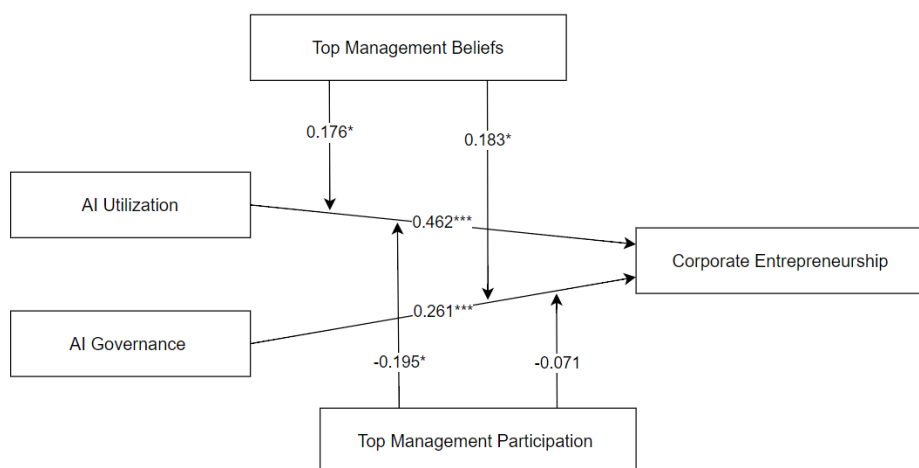 Top Management Beliefs
0.176*
0.183*
AI Utilization
0.462***
Corporate Entrepreneurship
0.261***
AI Governance
-0.195*
-0.071
Top Management Participation